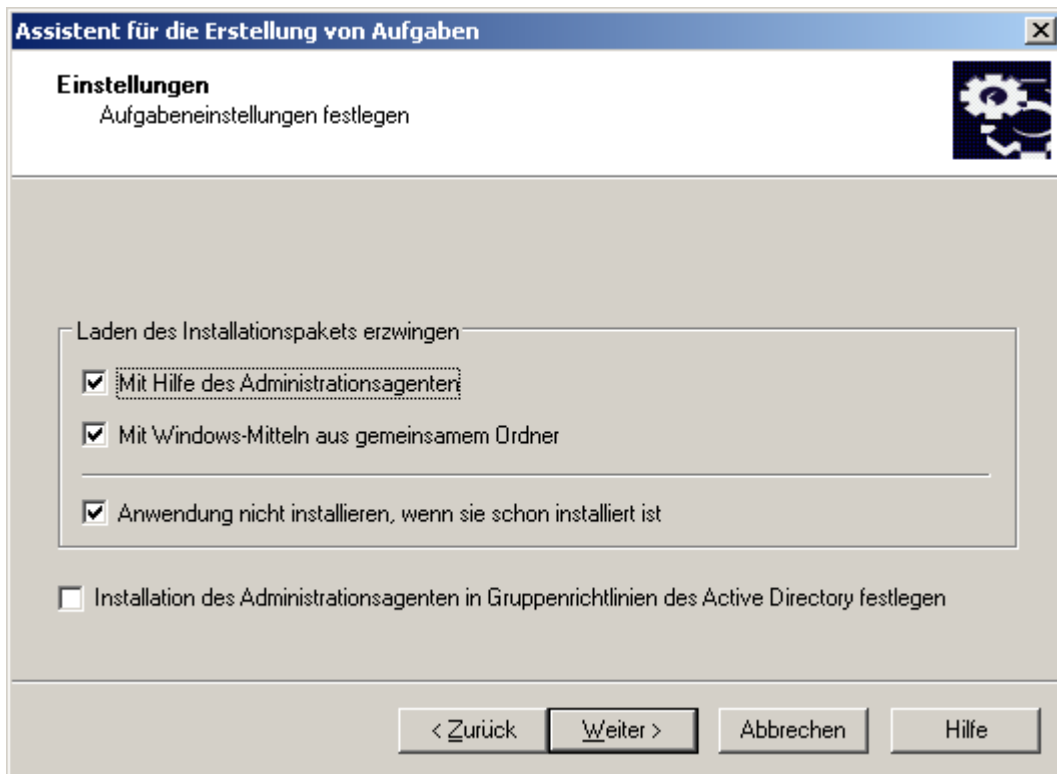 Assistent für die Erstellung von Aufgaben
Einstellungen
Aufgabeneinstellungen festlegen
Laden des Installationspakets erzwingen
Mit Hilfe des Administrationsagenten
Mit Windows-Mitteln aus gemeinsamem Ordner
Anwendung nicht installieren, wenn sie schon installiert ist
Installation des Administrationsagenten in Gruppenrichtlinien des Active Directory festlegen
< Zurück Weiter > Abbrechen Hilfe